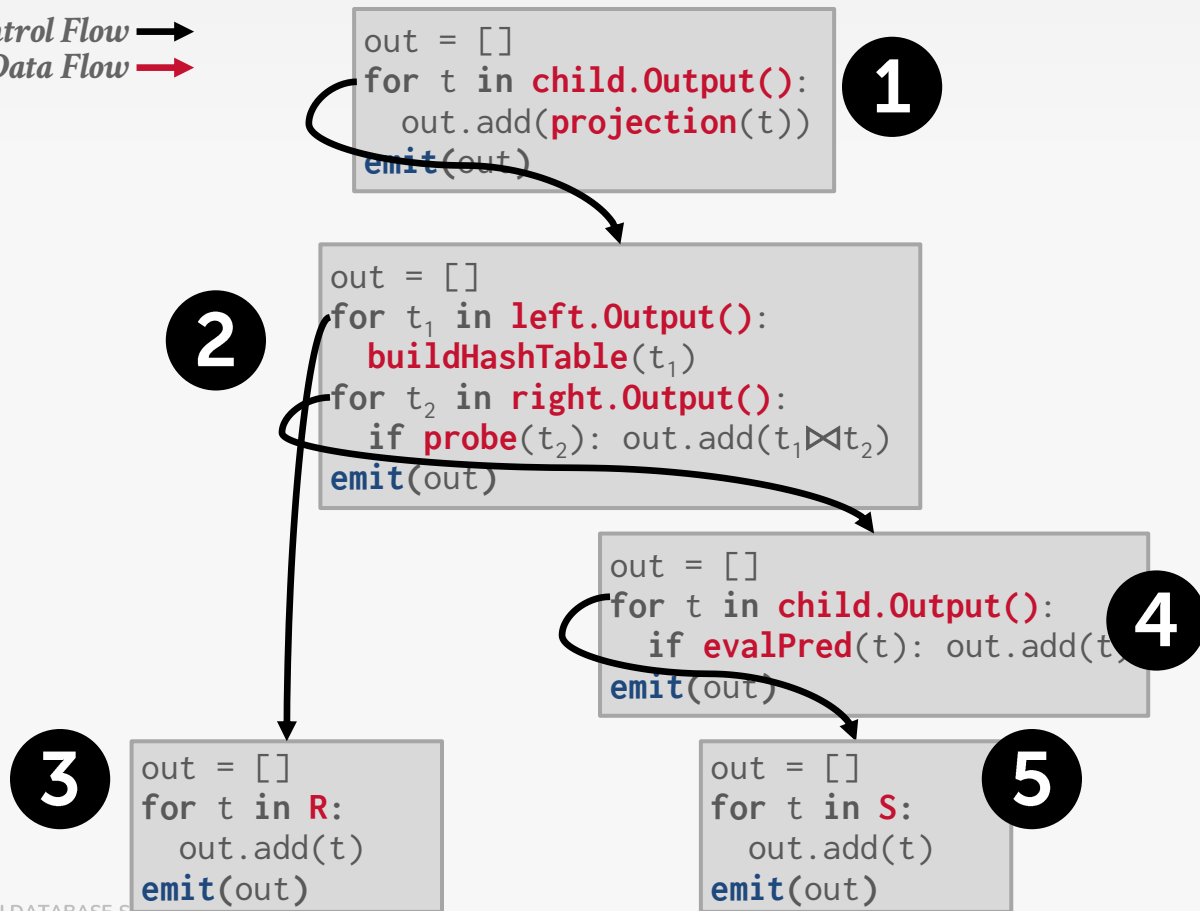 Control Flow
Data Flow
out = []
for t in child.Output():
out.add(projection(t))
emit(out)
1
2
out = []
for t₁ in left.Output():
buildHashTable(t₁)
for t₂ in right.Output():
if probe(t₂): out.add(t₁⨝t₂)
emit(out)
out = []
for t in child.Output():
if evalPred(t): out.add(t
emit(out)
4
3
out = []
for t in R:
out.add(t)
emit(out)
out = []
for t in S:
out.add(t)
emit(out)
5
DATABASE S